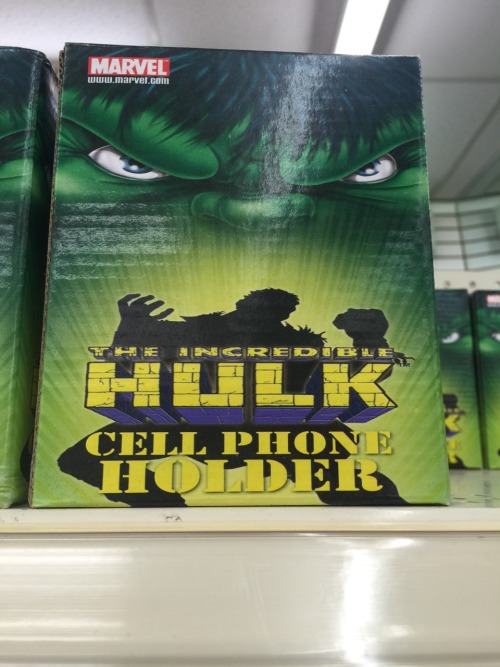 MARVEL
www.marvel.com
THE INCREDIBLE
HULK
CELL PHONE
HOLDER